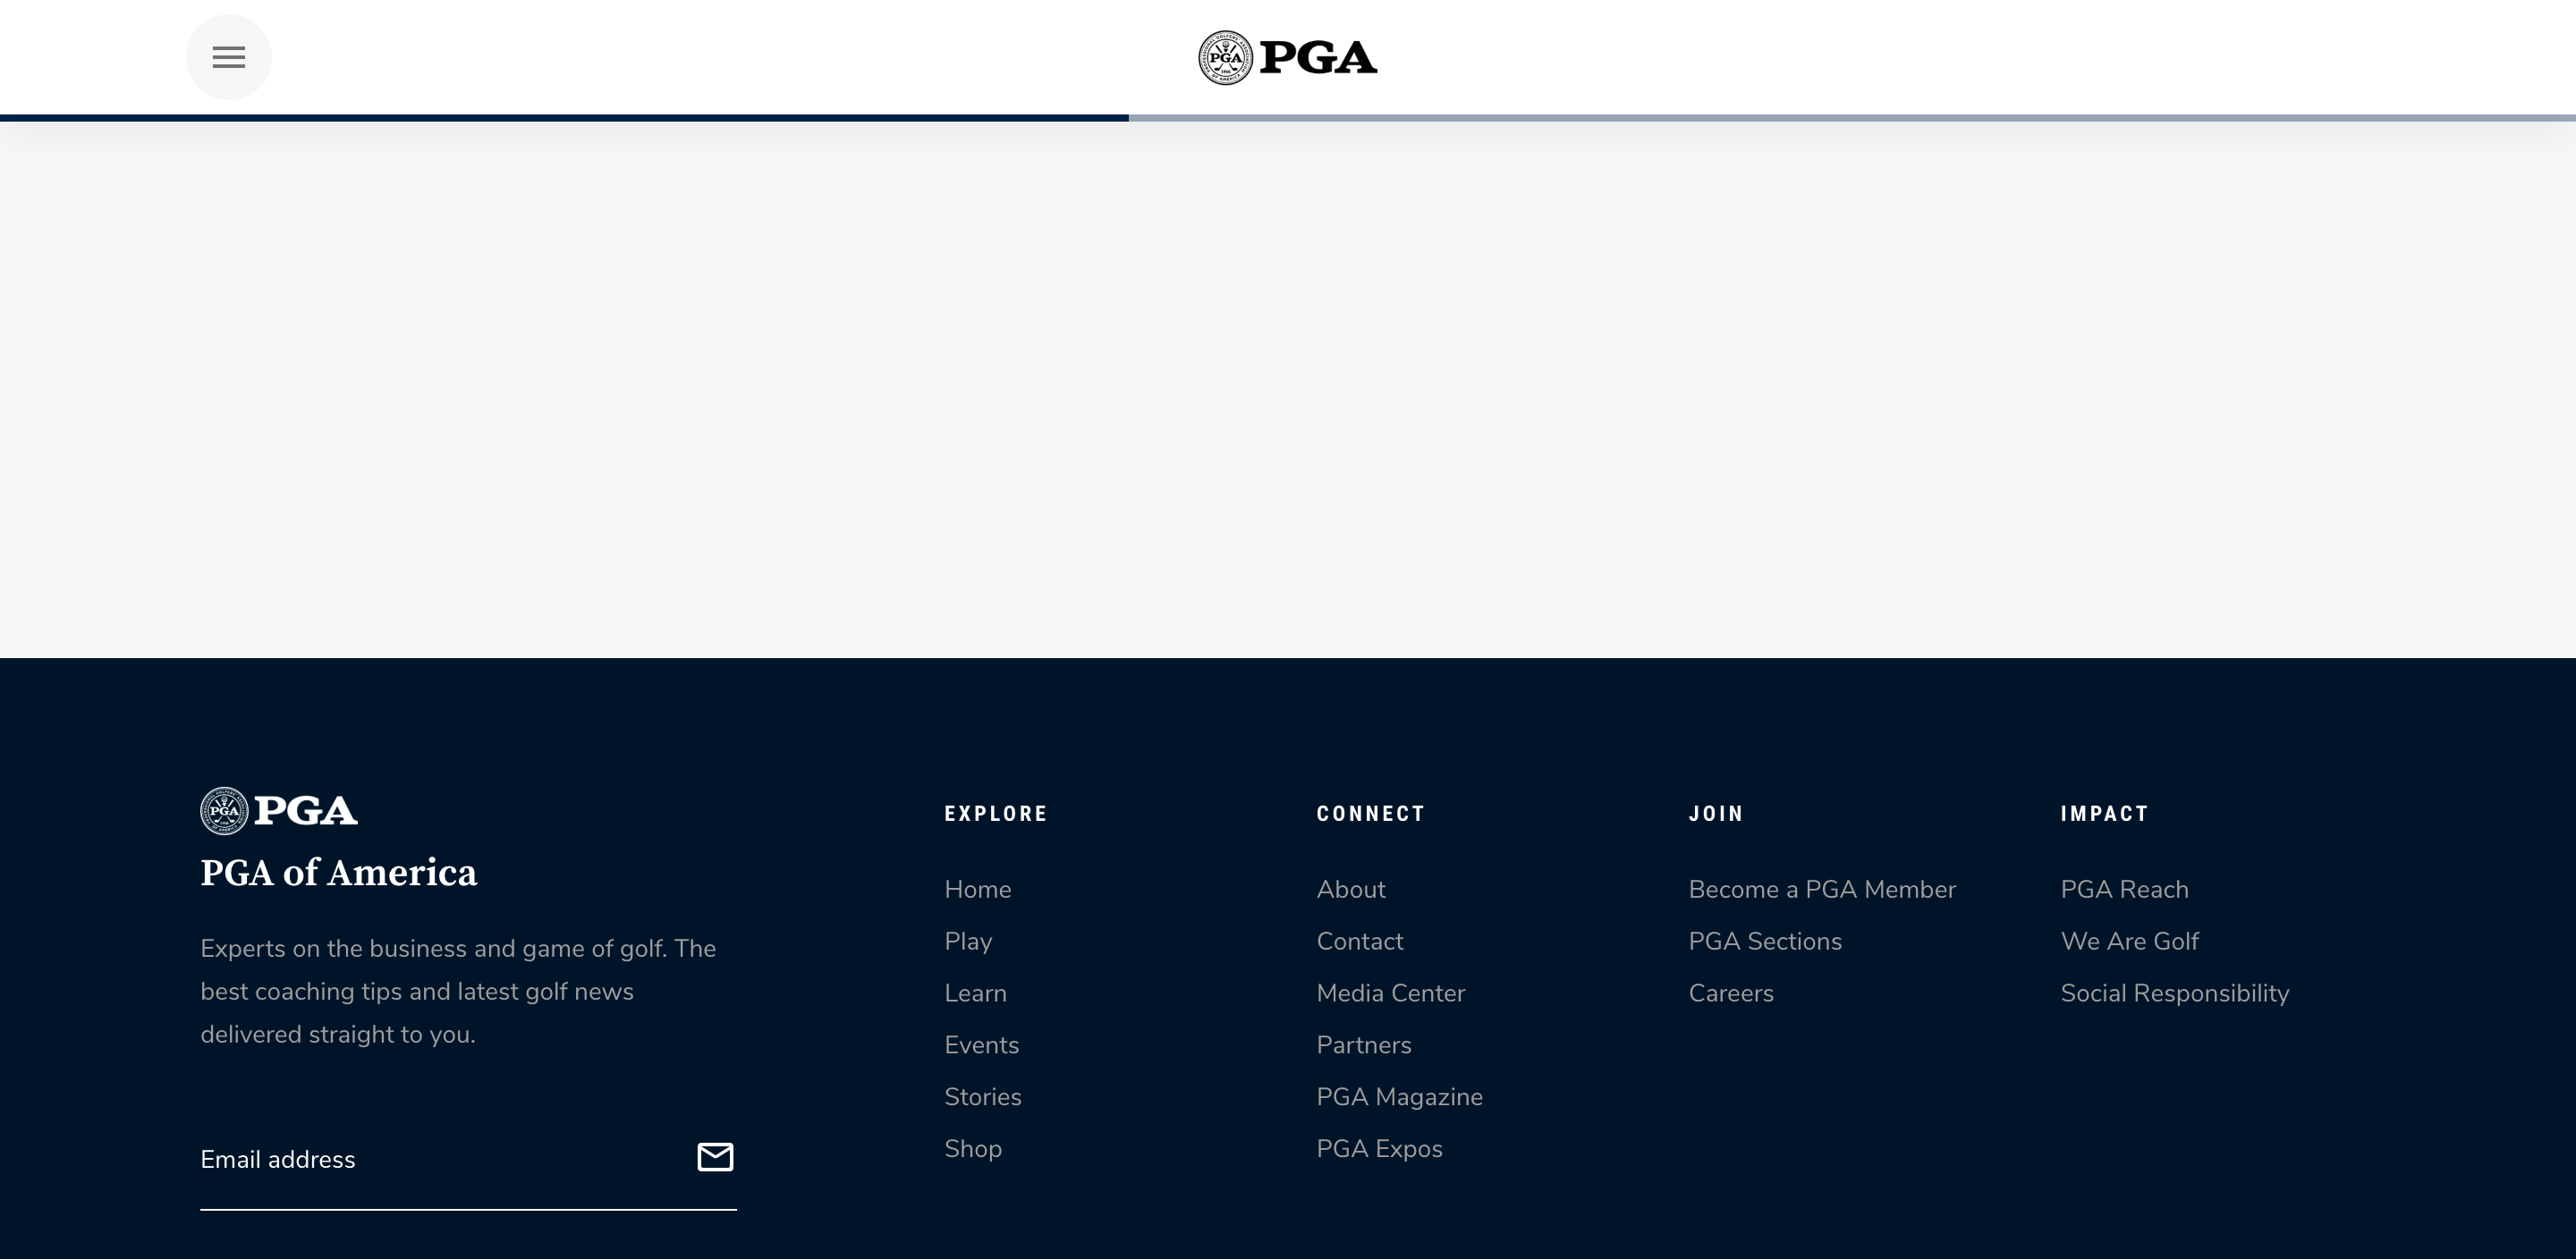 PGA
PGA
PGA
PGA
PGA of America
Experts on the business and game of golf. The
best coaching tips and latest golf news
delivered straight to you.
Email address
EXPLORE
Home
Play
Learn
Events
Stories
Shop
CONNECT
About
Contact
Media Center
Partners
PGA Magazine
PGA Expos
JOIN
Become a PGA Member
PGA Sections
Careers
IMPACT
PGA Reach
We Are Golf
Social Responsibility